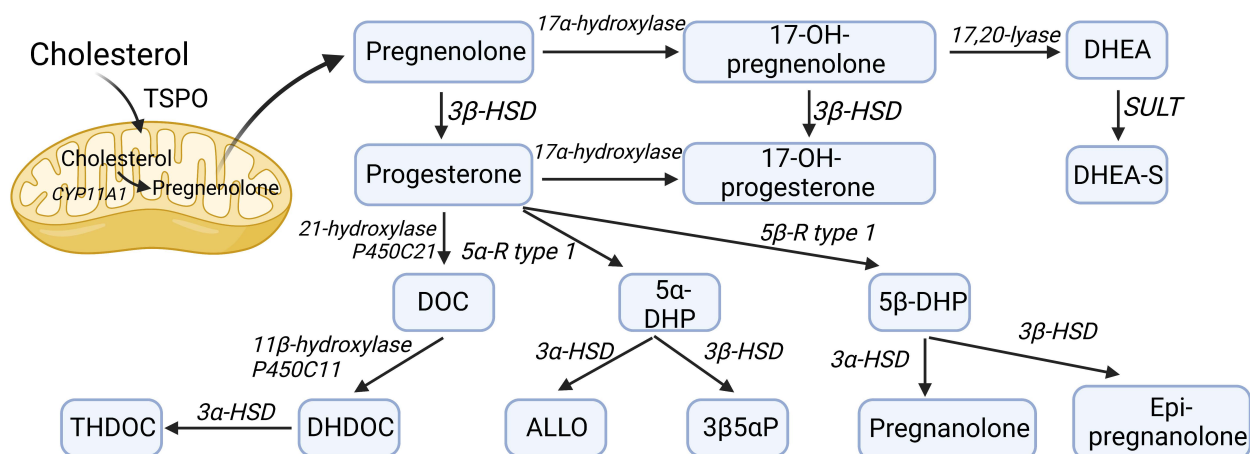 Cholesterol
TSPO
Cholesterol
CYP11A1
Pregnenolone
Pregnenolone
17α-hydroxylase
17-OH-
pregnenolone
17,20-lyase
DHEA
3β-HSD
3β-HSD
SULT
Progesterone
17α-hydroxylase
17-OH-
progesterone
DHEA-S
21-hydroxylase
P450C21
5α-R type 1
5β-R type 1
DOC
5α-
DHP
5β-DHP
11β-hydroxylase
P450C11
3α-HSD
3β-HSD
3α-HSD
3β-HSD
THDOC
3α-HSD
DHDOC
ALLO
3β5αP
Pregnanolone
Epi-
pregnanolone